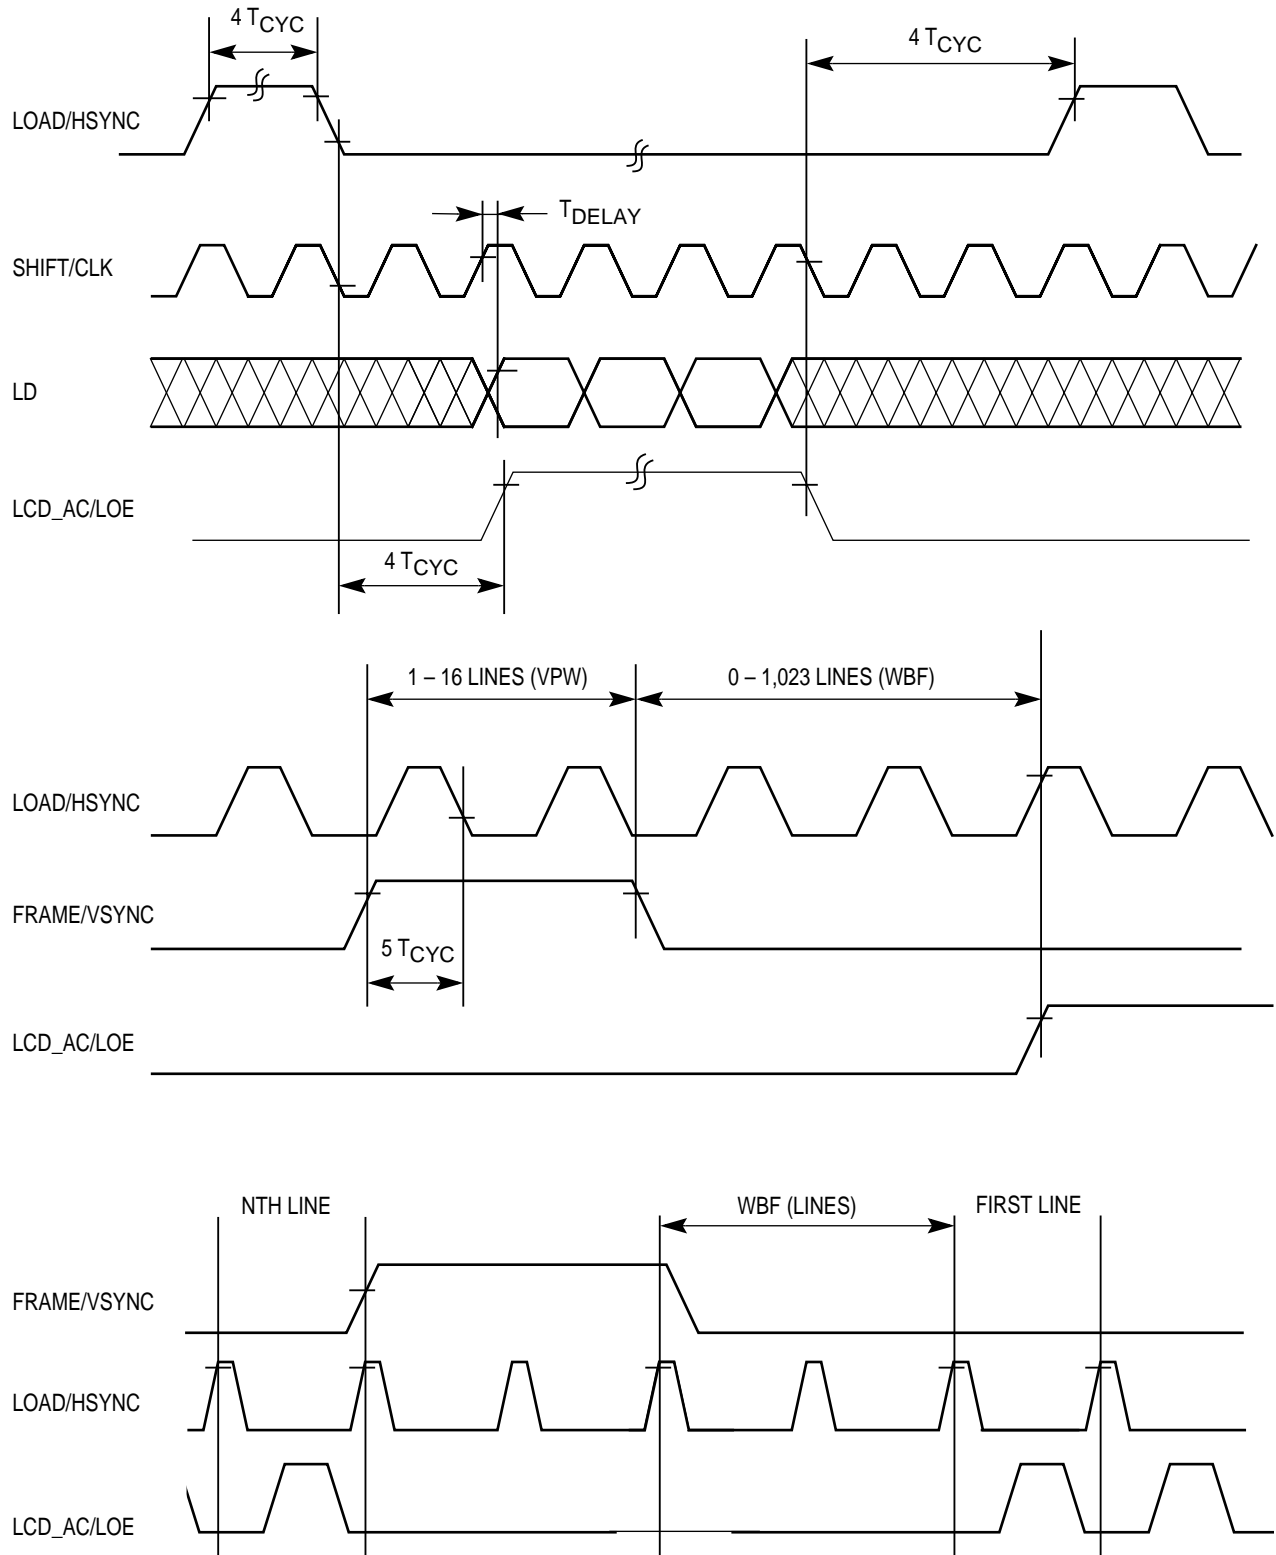 4 TCYC
4 TCYC
LOAD/HSYNC
TDELAY
SHIFT/CLK
LD
LCD_AC/LOE
4 TCYC
1 – 16 LINES (VPW)
0 – 1,023 LINES (WBF)
LOAD/HSYNC
FRAME/VSYNC
5 TCYC
LCD_AC/LOE
NTH LINE
WBF (LINES)
FIRST LINE
FRAME/VSYNC
LOAD/HSYNC
LCD_AC/LOE